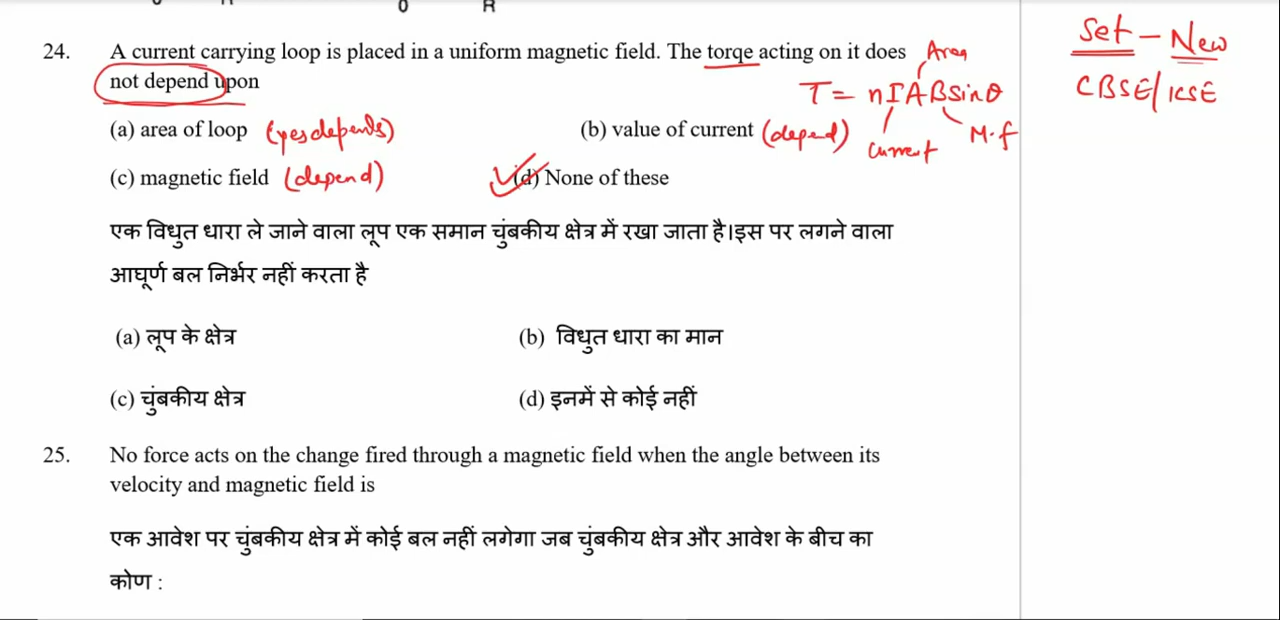 0 R
24. A current carrying loop is placed in a uniform magnetic field. The torqe acting on it does
not depend upon
Area
T = nIABsinθ
current
M.f
Set - New
CBSE/ICSE
(a) area of loop (yes depends)
(b) value of current (depend)
(c) magnetic field (depend)
(d) None of these
एक विधुत धारा ले जाने वाला लूप एक समान चुंबकीय क्षेत्र में रखा जाता है।इस पर लगने वाला
आघूर्ण बल निर्भर नहीं करता है
(a) लूप के क्षेत्र
(b) विधुत धारा का मान
(c) चुंबकीय क्षेत्र
(d) इनमें से कोई नहीं
25. No force acts on the change fired through a magnetic field when the angle between its
velocity and magnetic field is
एक आवेश पर चुंबकीय क्षेत्र में कोई बल नहीं लगेगा जब चुंबकीय क्षेत्र और आवेश के बीच का
कोण :